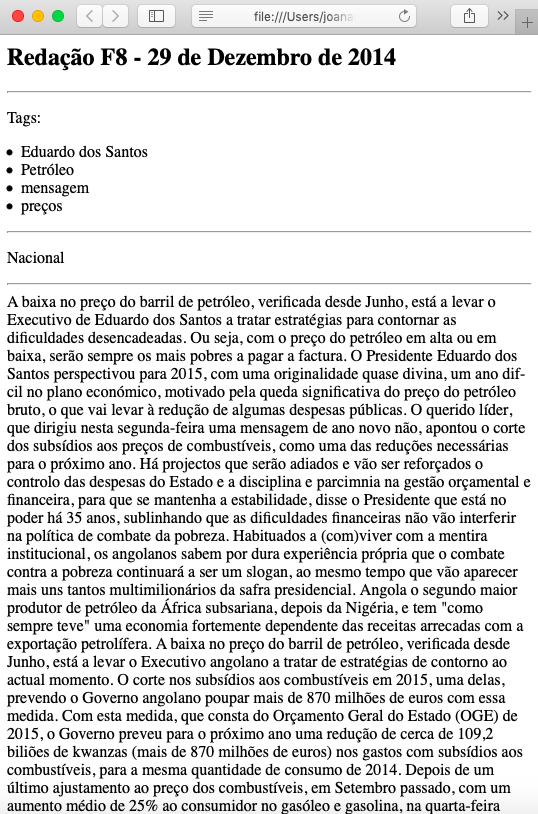 file:///Users/joana
Redação F8 - 29 de Dezembro de 2014
Tags:
Eduardo dos Santos
Petróleo
mensagem
preços
Nacional
A baixa no preço do barril de petróleo, verificada desde Junho, está a levar o
Executivo de Eduardo dos Santos a tratar estratégias para contornar as
dificuldades desencadeadas. Ou seja, com o preço do petróleo em alta ou em
baixa, serão sempre os mais pobres a pagar a factura. O Presidente Eduardo dos
Santos perspectivou para 2015, com uma originalidade quase divina, um ano dif-
cil no plano económico, motivado pela queda significativa do preço do petróleo
bruto, o que vai levar à redução de algumas despesas públicas. O querido líder,
que dirigiu nesta segunda-feira uma mensagem de ano novo não, apontou o corte
dos subsídios aos preços de combustíveis, como uma das reduções necessárias
para o próximo ano. Há projectos que serão adiados e vão ser reforçados o
controlo das despesas do Estado e a disciplina e parcimnia na gestão orçamental e
financeira, para que se mantenha a estabilidade, disse o Presidente que está no
poder há 35 anos, sublinhando que as dificuldades financeiras não vão interferir
na política de combate da pobreza. Habituados a (com)viver com a mentira
institucional, os angolanos sabem por dura experiência própria que o combate
contra a pobreza continuará a ser um slogan, ao mesmo tempo que vão aparecer
mais uns tantos multimilionários da safra presidencial. Angola o segundo maior
produtor de petróleo da África subsariana, depois da Nigéria, e tem "como
sempre teve" uma economia fortemente dependente das receitas arrecadas com a
exportação petrolífera. A baixa no preço do barril de petróleo, verificada desde
Junho, está a levar o Executivo angolano a tratar de estratégias de contorno ao
actual momento. O corte nos subsídios aos combustíveis em 2015, uma delas,
prevendo o Governo angolano poupar mais de 870 milhões de euros com essa
medida. Com esta medida, que consta do Orçamento Geral do Estado (OGE) de
2015, o Governo preveu para o próximo ano uma redução de cerca de 109,2
biliões de kwanzas (mais de 870 milhões de euros) nos gastos com subsídios aos
combustíveis, para a mesma quantidade de consumo de 2014. Depois de um
último ajustamento ao preço dos combustíveis, em Setembro passado, com um
aumento médio de 25% ao consumidor no gasóleo e gasolina, na quarta-feira